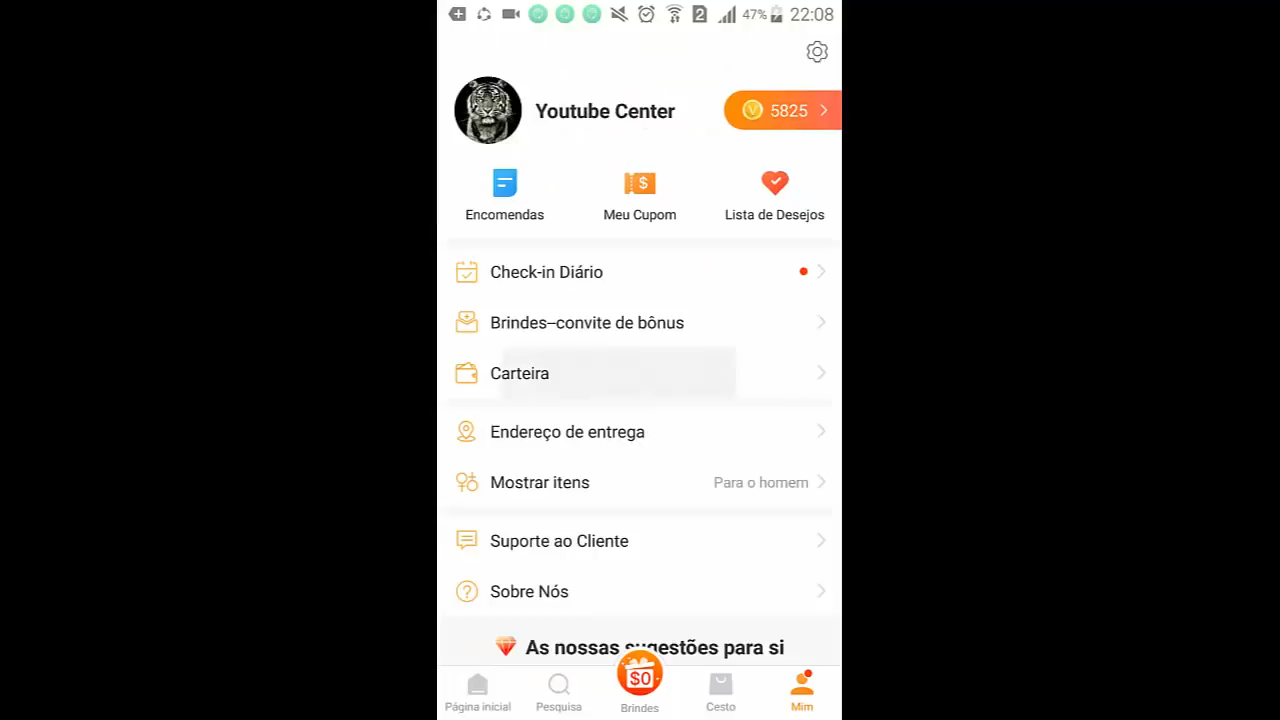 2 47% 22:08
Youtube Center
V 5825
$
Encomendas Meu Cupom Lista de Desejos
Check-in Diário
Brindes–convite de bônus
Carteira
Endereço de entrega
Mostrar itens Para o homem
Suporte ao Cliente
? Sobre Nós
As nossas sugestões para si
$0
Página inicial Pesquisa Brindes Cesto Mim